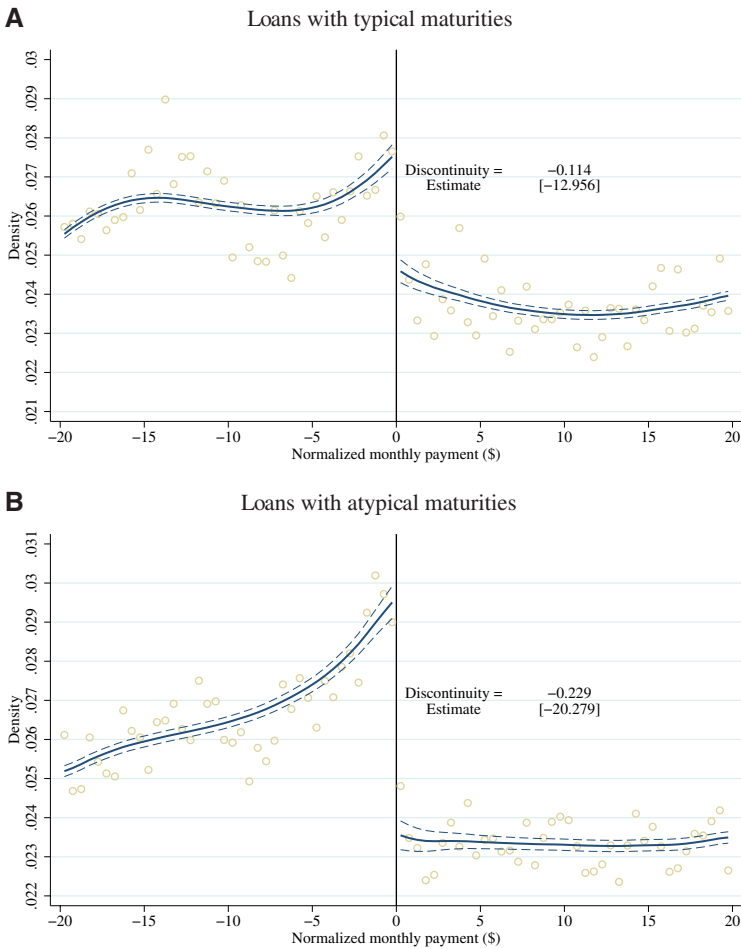 A
Loans with typical maturities
.03
.029
.028
.027
.026
.025
.024
.023
.022
.021
Density
Discontinuity = −0.114
Estimate [−12.956]
−20 −15 −10 −5 0 5 10 15 20
Normalized monthly payment ($)
B
Loans with atypical maturities
.031
.03
.029
.028
.027
.026
.025
.024
.023
.022
Density
Discontinuity = −0.229
Estimate [−20.279]
−20 −15 −10 −5 0 5 10 15 20
Normalized monthly payment ($)